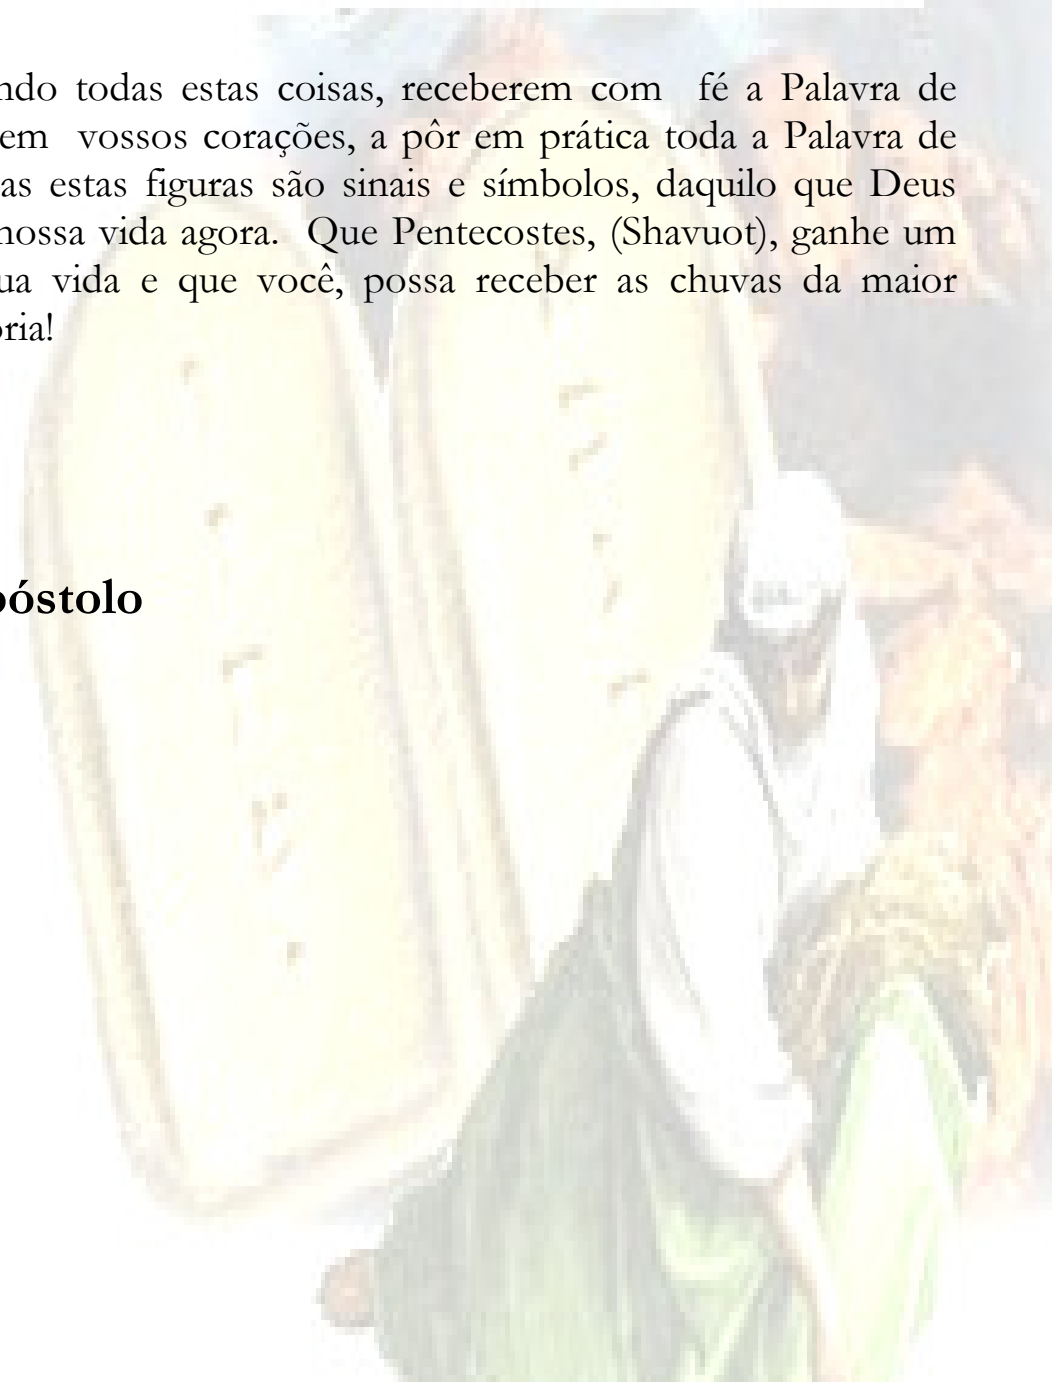 ndo todas estas coisas, receberem com fé a Palavra de
em vossos corações, a pôr em prática toda a Palavra de
as estas figuras são sinais e símbolos, daquilo que Deus
nossa vida agora. Que Pentecostes, (Shavuot), ganhe um
ua vida e que você, possa receber as chuvas da maior
ória!
póstolo